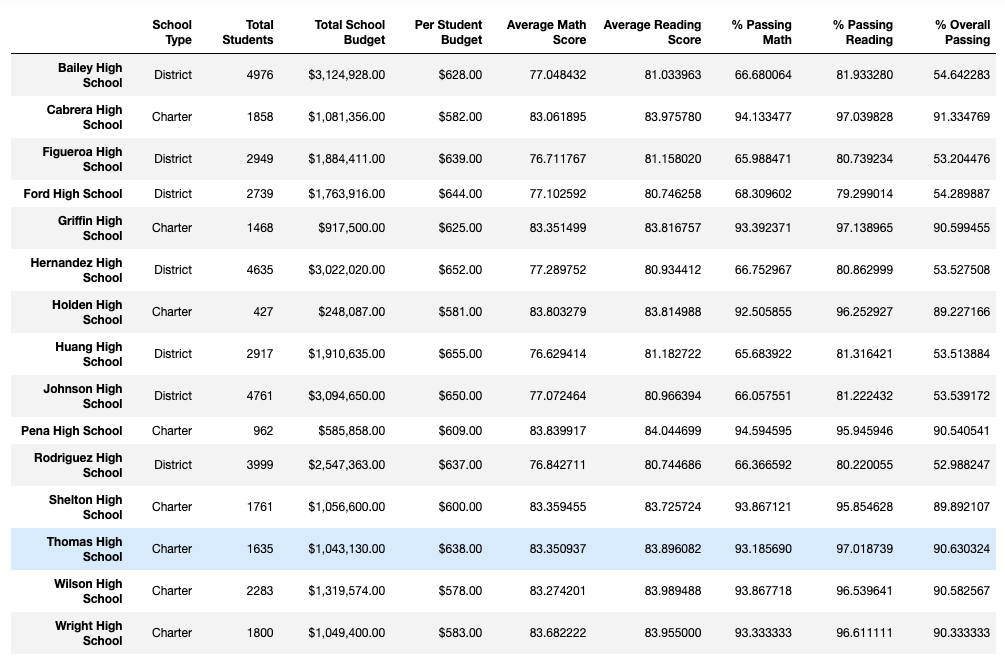 School Type Total Students Total School Budget Per Student Budget Average Math Score Average Reading Score % Passing Math % Passing Reading % Overall Passing
Bailey High School District 4976 $3,124,928.00 $628.00 77.048432 81.033963 66.680064 81.933280 54.642283
Cabrera High School Charter 1858 $1,081,356.00 $582.00 83.061895 83.975780 94.133477 97.039828 91.334769
Figueroa High School District 2949 $1,884,411.00 $639.00 76.711767 81.158020 65.988471 80.739234 53.204476
Ford High School District 2739 $1,763,916.00 $644.00 77.102592 80.746258 68.309602 79.299014 54.289887
Griffin High School Charter 1468 $917,500.00 $625.00 83.351499 83.816757 93.392371 97.138965 90.599455
Hernandez High School District 4635 $3,022,020.00 $652.00 77.289752 80.934412 66.752967 80.862999 53.527508
Holden High School Charter 427 $248,087.00 $581.00 83.803279 83.814988 92.505855 96.252927 89.227166
Huang High School District 2917 $1,910,635.00 $655.00 76.629414 81.182722 65.683922 81.316421 53.513884
Johnson High School District 4761 $3,094,650.00 $650.00 77.072464 80.966394 66.057551 81.222432 53.539172
Pena High School Charter 962 $585,858.00 $609.00 83.839917 84.044699 94.594595 95.945946 90.540541
Rodriguez High School District 3999 $2,547,363.00 $637.00 76.842711 80.744686 66.366592 80.220055 52.988247
Shelton High School Charter 1761 $1,056,600.00 $600.00 83.359455 83.725724 93.867121 95.854628 89.892107
Thomas High School Charter 1635 $1,043,130.00 $638.00 83.350937 83.896082 93.185690 97.018739 90.630324
Wilson High School Charter 2283 $1,319,574.00 $578.00 83.274201 83.989488 93.867718 96.539641 90.582567
Wright High School Charter 1800 $1,049,400.00 $583.00 83.682222 83.955000 93.333333 96.611111 90.333333